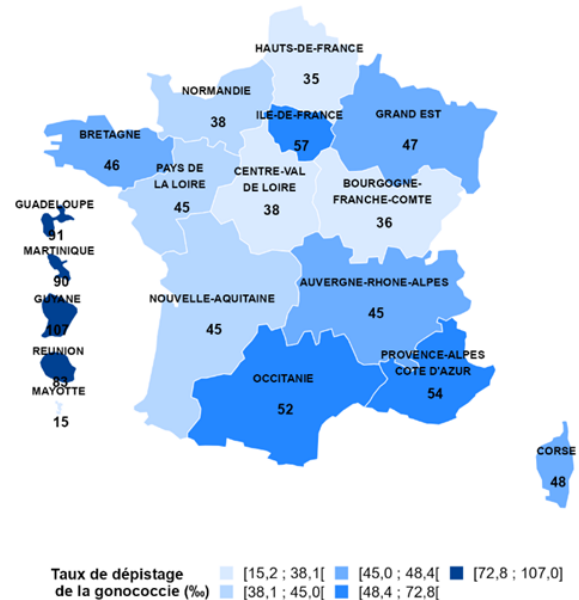 HAUTS-DE-FRANCE
35
NORMANDIE
38
ILE-DE-FRANCE
57
GRAND EST
47
BRETAGNE
46
PAYS DE
LA LOIRE
45
CENTRE-VAL
DE LOIRE
38
BOURGOGNE-
FRANCHE-COMTE
36
GUADELOUPE
91
MARTINIQUE
90
GUYANE
107
REUNION
83
MAYOTTE
15
NOUVELLE-AQUITAINE
45
AUVERGNE-RHONE-ALPES
45
OCCITANIE
52
PROVENCE-ALPES
COTE D'AZUR
54
CORSE
48
Taux de dépistage
de la gonococcie (‰)
[15,2 ; 38,1[
[45,0 ; 48,4[
[72,8 ; 107,0]
[38,1 ; 45,0[
[48,4 ; 72,8[